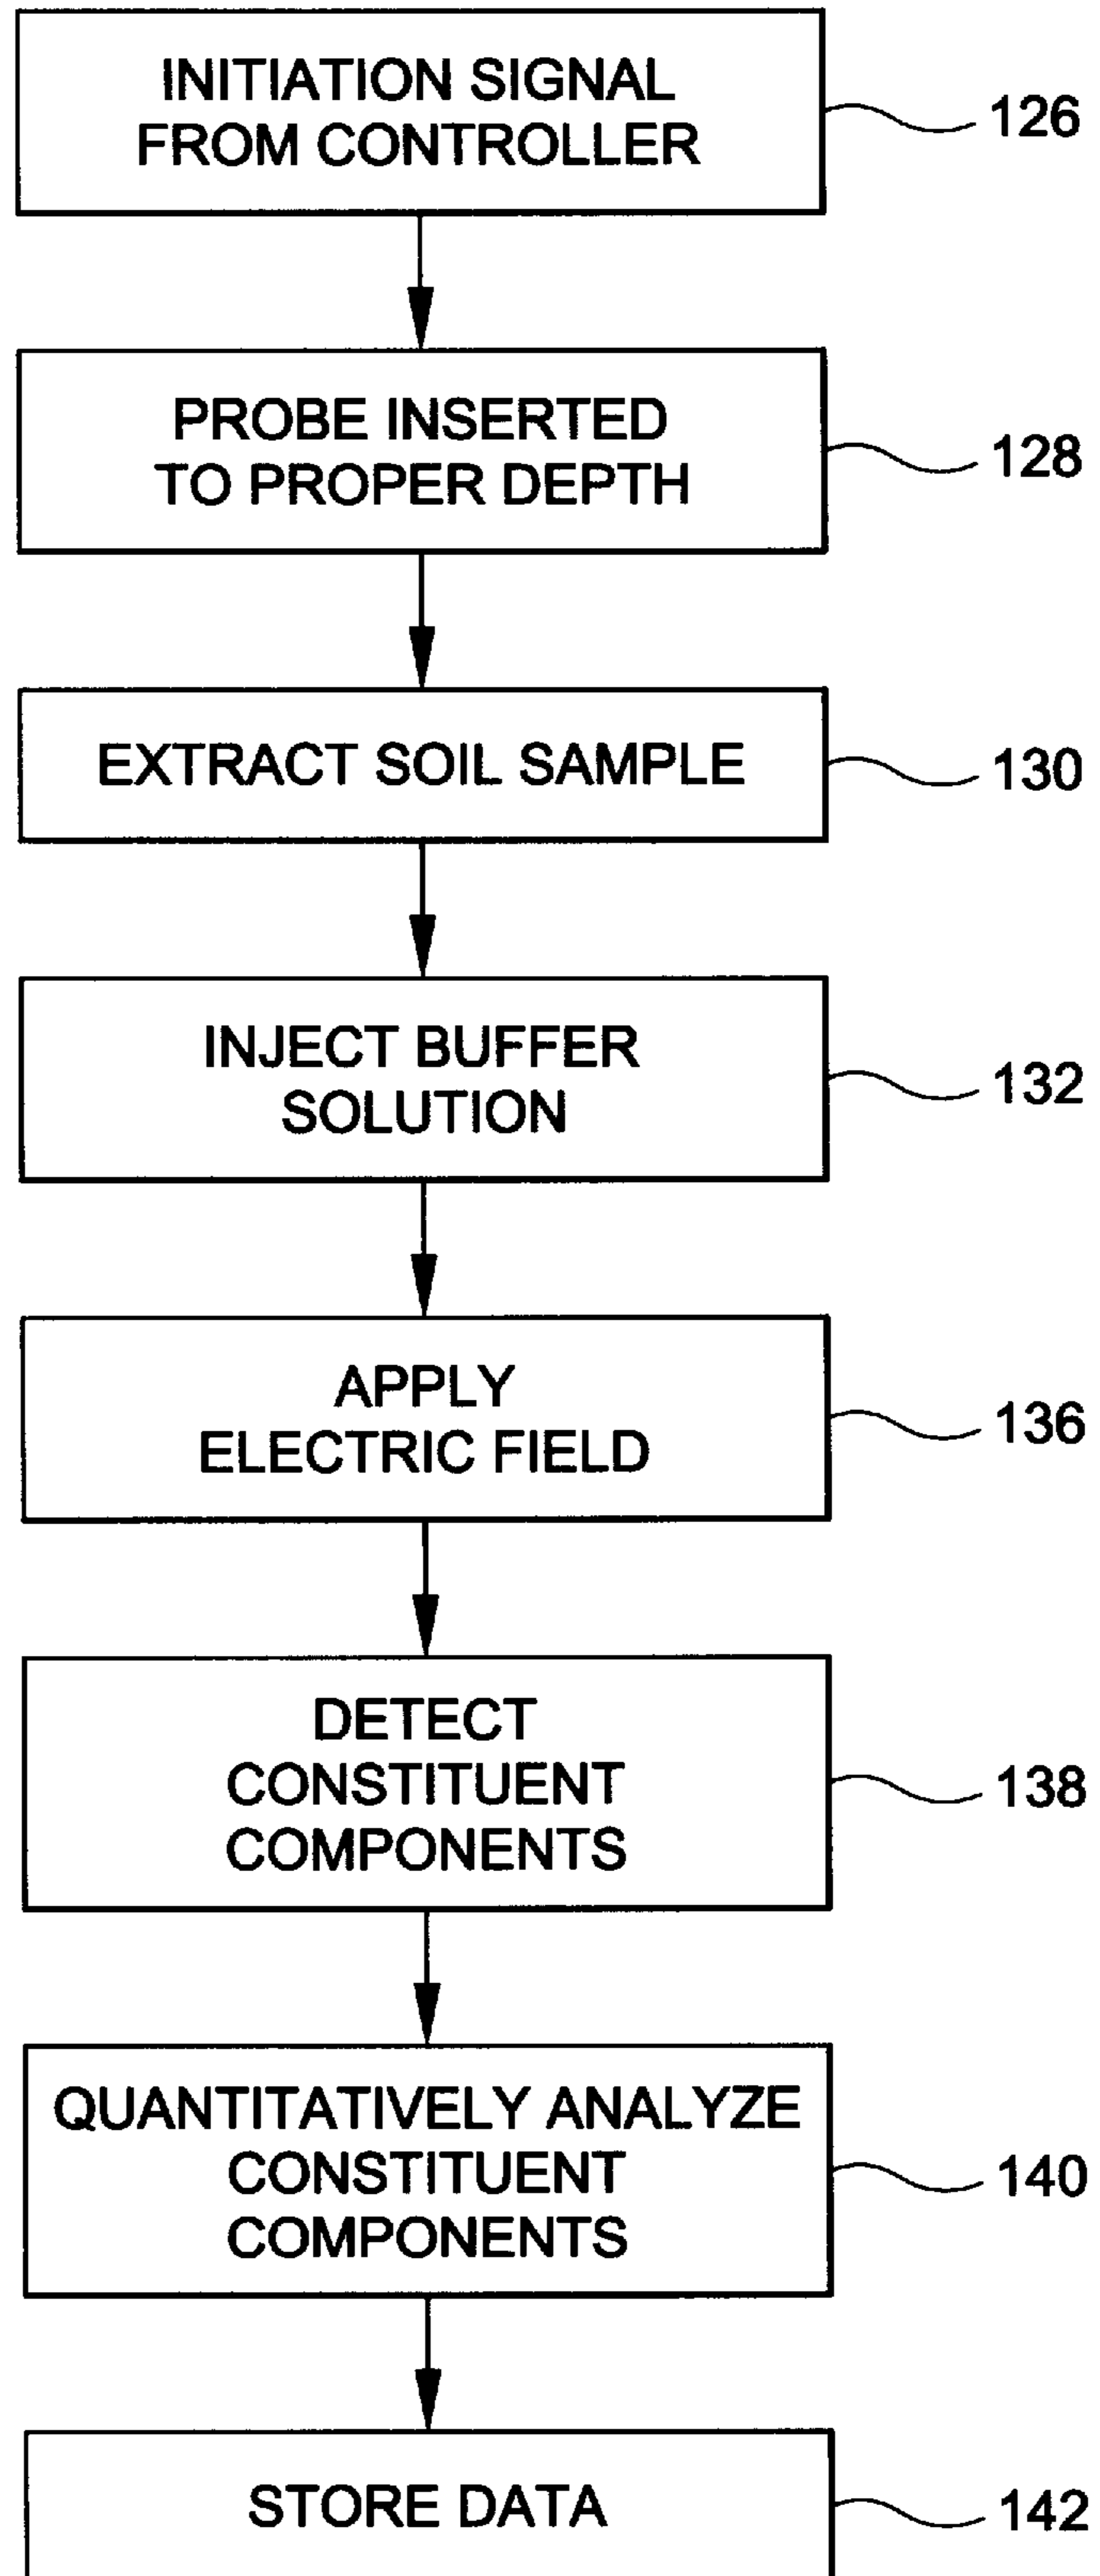 INITIATION SIGNAL
FROM CONTROLLER
126
PROBE INSERTED
TO PROPER DEPTH
128
EXTRACT SOIL SAMPLE
130
INJECT BUFFER
SOLUTION
132
APPLY
ELECTRIC FIELD
136
DETECT
CONSTITUENT
COMPONENTS
138
QUANTITATIVELY ANALYZE
CONSTITUENT
COMPONENTS
140
STORE DATA
142